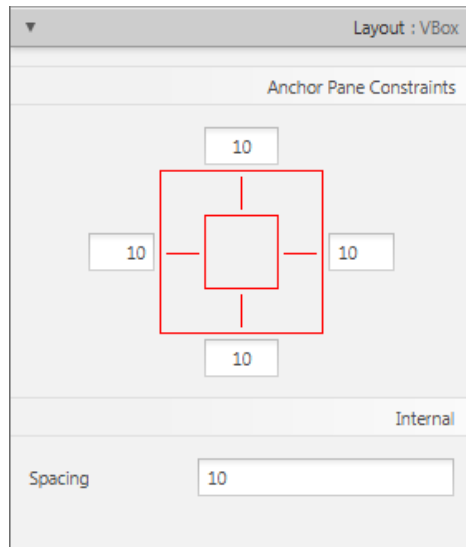 Layout : VBox
Anchor Pane Constraints
10
10 10
10
Internal
Spacing 10